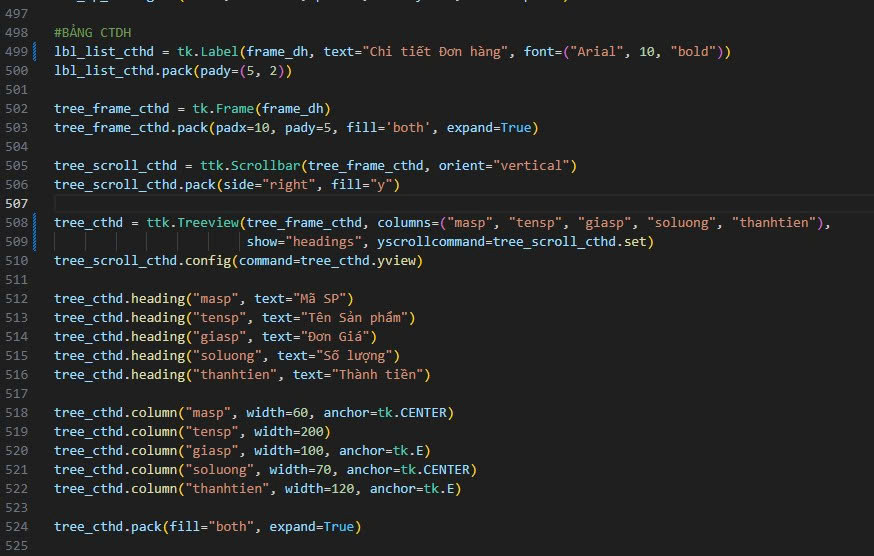 497
498 #BẢNG CTDH
499 lbl_list_cthd = tk.Label(frame_dh, text="Chi tiết Đơn hàng", font=("Arial", 10, "bold"))
500 lbl_list_cthd.pack(pady=(5, 2))
501
502 tree_frame_cthd = tk.Frame(frame_dh)
503 tree_frame_cthd.pack(padx=10, pady=5, fill='both', expand=True)
504
505 tree_scroll_cthd = ttk.Scrollbar(tree_frame_cthd, orient="vertical")
506 tree_scroll_cthd.pack(side="right", fill="y")
507
508 tree_cthd = ttk.Treeview(tree_frame_cthd, columns=("masp", "tensp", "giasp", "soluong", "thanhtien"),
509                          show="headings", yscrollcommand=tree_scroll_cthd.set)
510 tree_scroll_cthd.config(command=tree_cthd.yview)
511
512 tree_cthd.heading("masp", text="Mã SP")
513 tree_cthd.heading("tensp", text="Tên Sản phẩm")
514 tree_cthd.heading("giasp", text="Đơn Giá")
515 tree_cthd.heading("soluong", text="Số lượng")
516 tree_cthd.heading("thanhtien", text="Thành tiền")
517
518 tree_cthd.column("masp", width=60, anchor=tk.CENTER)
519 tree_cthd.column("tensp", width=200)
520 tree_cthd.column("giasp", width=100, anchor=tk.E)
521 tree_cthd.column("soluong", width=70, anchor=tk.CENTER)
522 tree_cthd.column("thanhtien", width=120, anchor=tk.E)
523
524 tree_cthd.pack(fill="both", expand=True)
525